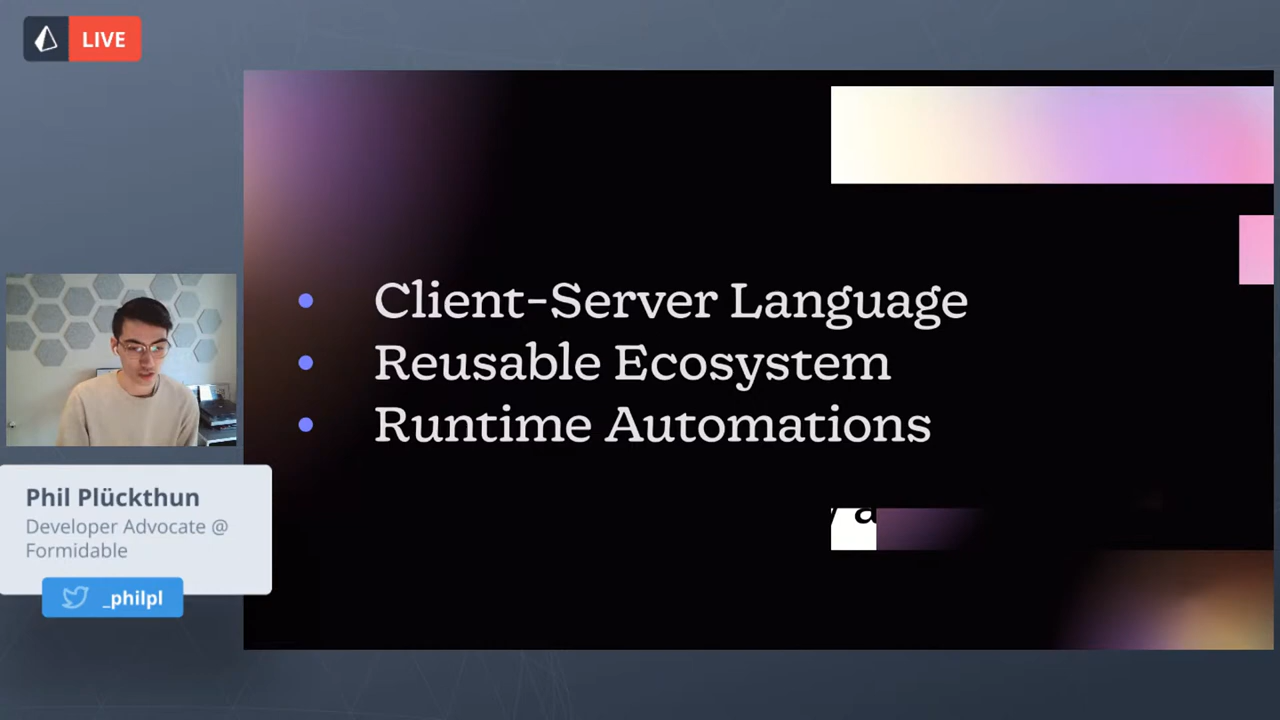 LIVE
• Client-Server Language
• Reusable Ecosystem
• Runtime Automations
Phil Plückthun
Developer Advocate @
Formidable
_philpl